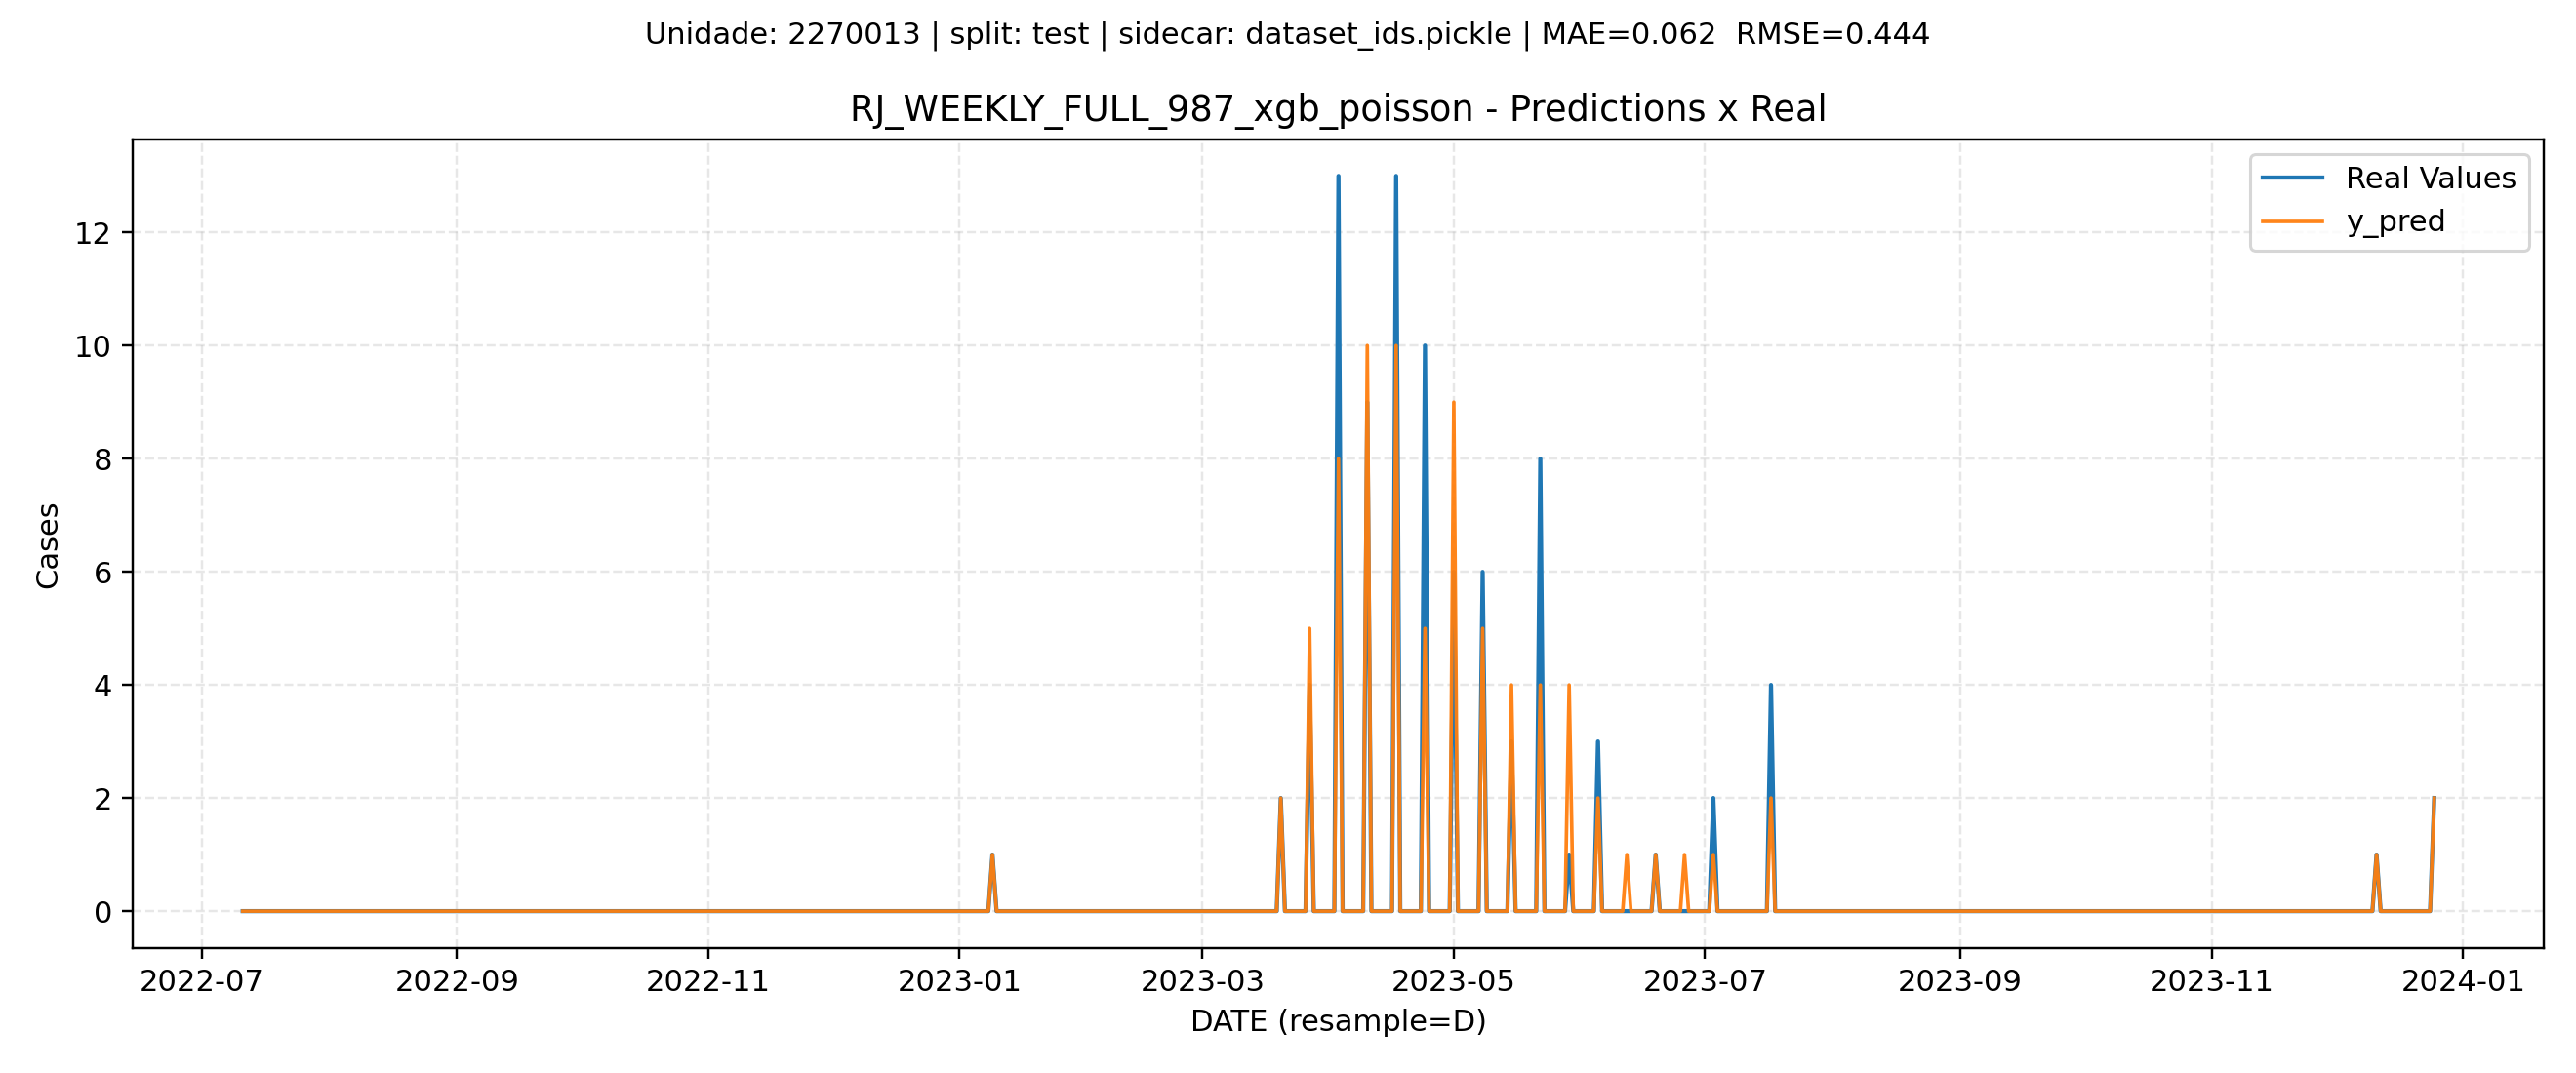 Unidade: 2270013 | split: test | sidecar: dataset_ids.pickle | MAE=0.062  RMSE=0.444
RJ_WEEKLY_FULL_987_xgb_poisson - Predictions x Real
Real Values
y_pred
12
10
8
6
4
2
0
Cases
2022-07 2022-09 2022-11 2023-01 2023-03 2023-05 2023-07 2023-09 2023-11 2024-01
DATE (resample=D)